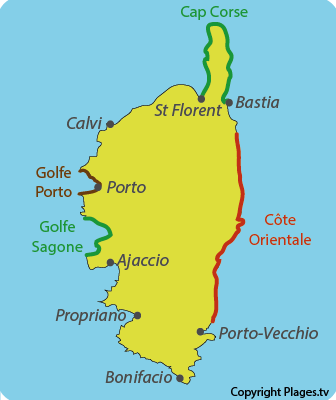 Cap Corse
St Florent
Bastia
Calvi
Golfe
Porto
Porto
Golfe
Sagone
Côte
Orientale
Ajaccio
Propriano
Porto-Vecchio
Bonifacio
Copyright Plages.tv